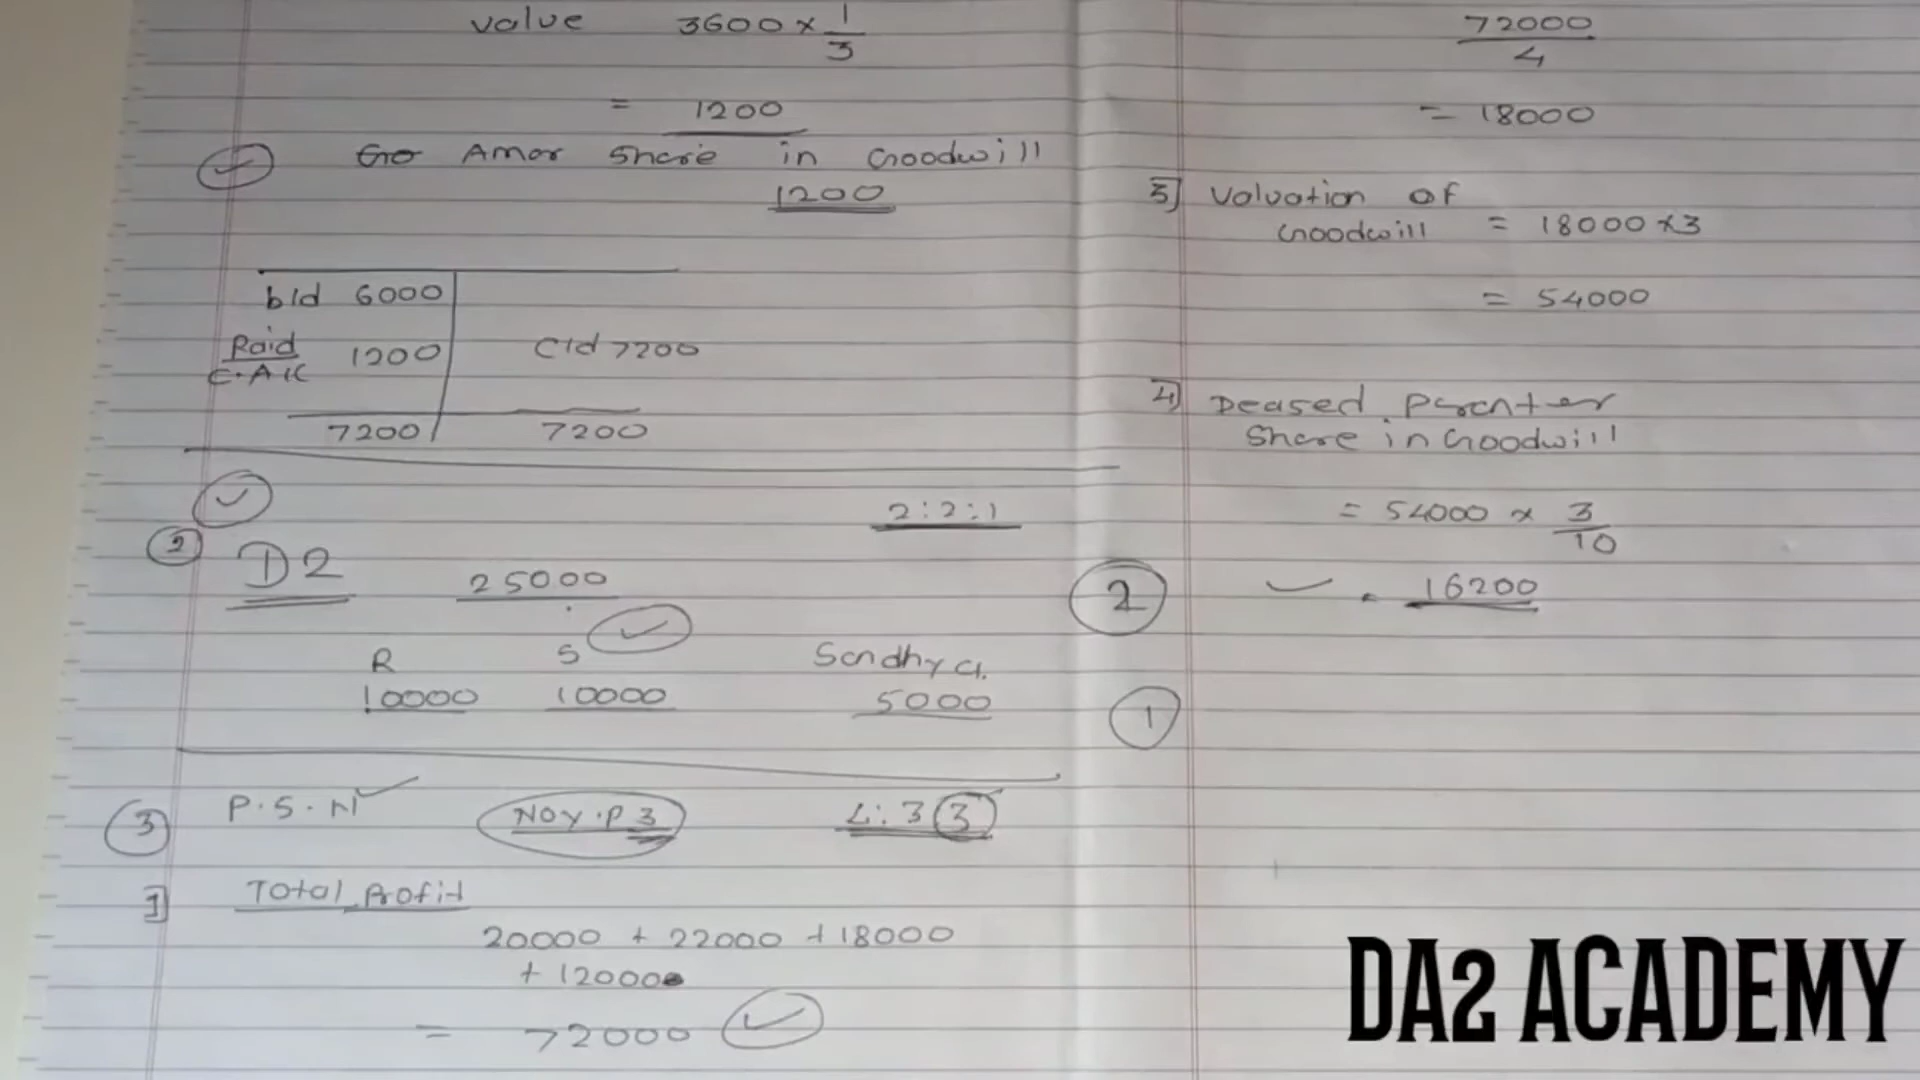 value 3600 × 1/3
= 1200
Amar Share in Goodwill
1200
b/d 6000
Raid 1200 C/d 7200
C.A/C
7200 7200
2:2:1
2 D2 25000
R S Sandhya.
10000 10000 5000
3 P.S.N Noy.P 3 4:3 3
1] Total Profit
20000 + 22000 + 18000
+ 12000
= 72000
72000
4
= 18000
3] Valuation of
Goodwill = 18000 × 3
= 54000
4] Deased Parenter
Share in Goodwill
= 54000 × 3/10
2 = 16200
1
DA2 ACADEMY